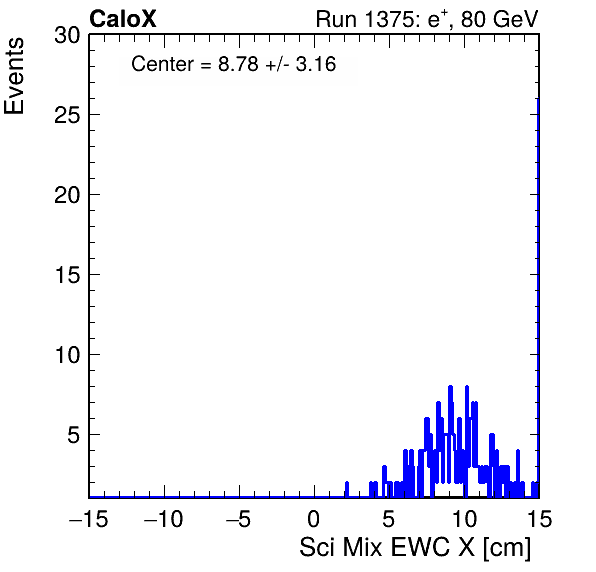 CaloX Run 1375: e⁺, 80 GeV
Center = 8.78 +/- 3.16
Events
30
25
20
15
10
5
−15 −10 −5 0 5 10 15
Sci Mix EWC X [cm]